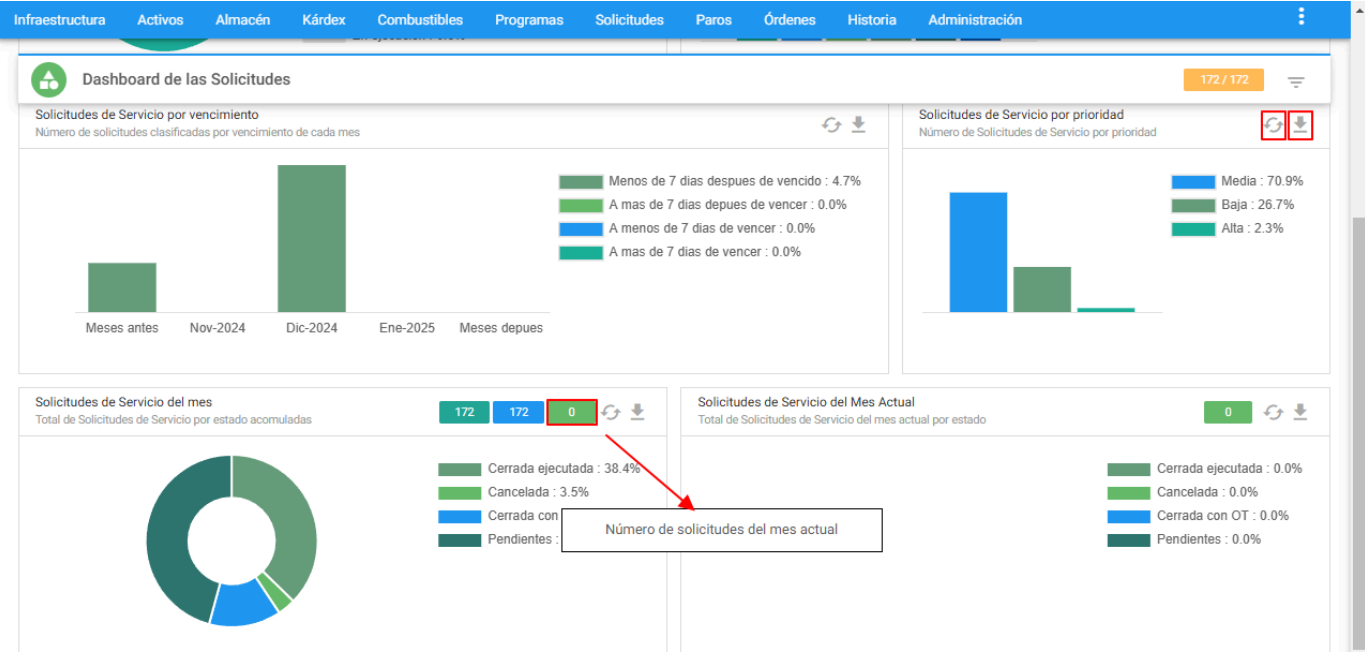 Infraestructura Activos Almacén Kárdex Combustibles Programas Solicitudes Paros Órdenes Historia Administración
Dashboard de las Solicitudes
172 / 172
Solicitudes de Servicio por vencimiento
Número de solicitudes clasificadas por vencimiento de cada mes
Menos de 7 dias despues de vencido : 4.7%
A mas de 7 dias depues de vencer : 0.0%
A menos de 7 dias de vencer : 0.0%
A mas de 7 dias de vencer : 0.0%
Meses antes Nov-2024 Dic-2024 Ene-2025 Meses depues
Solicitudes de Servicio por prioridad
Número de Solicitudes de Servicio por prioridad
Media : 70.9%
Baja : 26.7%
Alta : 2.3%
Solicitudes de Servicio del mes
Total de Solicitudes de Servicio por estado acumuladas
172 172 0
Cerrada ejecutada : 38.4%
Cancelada : 3.5%
Cerrada con
Pendientes :
Número de solicitudes del mes actual
Solicitudes de Servicio del Mes Actual
Total de Solicitudes de Servicio del mes actual por estado
0
Cerrada ejecutada : 0.0%
Cancelada : 0.0%
Cerrada con OT : 0.0%
Pendientes : 0.0%